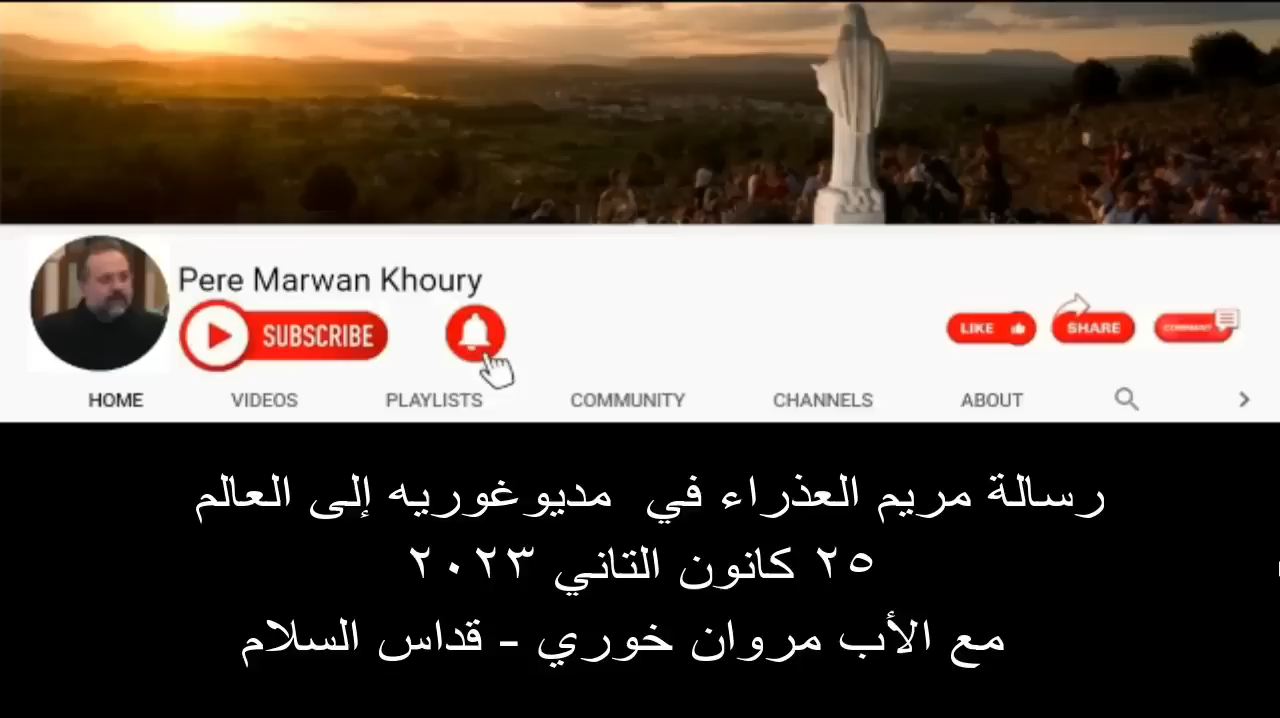 Pere Marwan Khoury
SUBSCRIBE
LIKE
SHARE
COMMENT
HOME VIDEOS PLAYLISTS COMMUNITY CHANNELS ABOUT
رسالة مريم العذراء في مديوغوريه إلى العالم
٢٥ كانون التاني ٢٠٢٣
مع الأب مروان خوري - قداس السلام